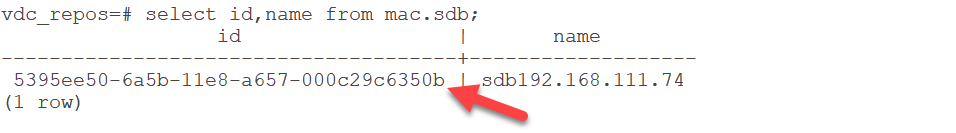 vdc_repos=# select id,name from mac.sdb;
id | name
--------------------------------------+-------------------
5395ee50-6a5b-11e8-a657-000c29c6350b | sdb192.168.111.74
(1 row)